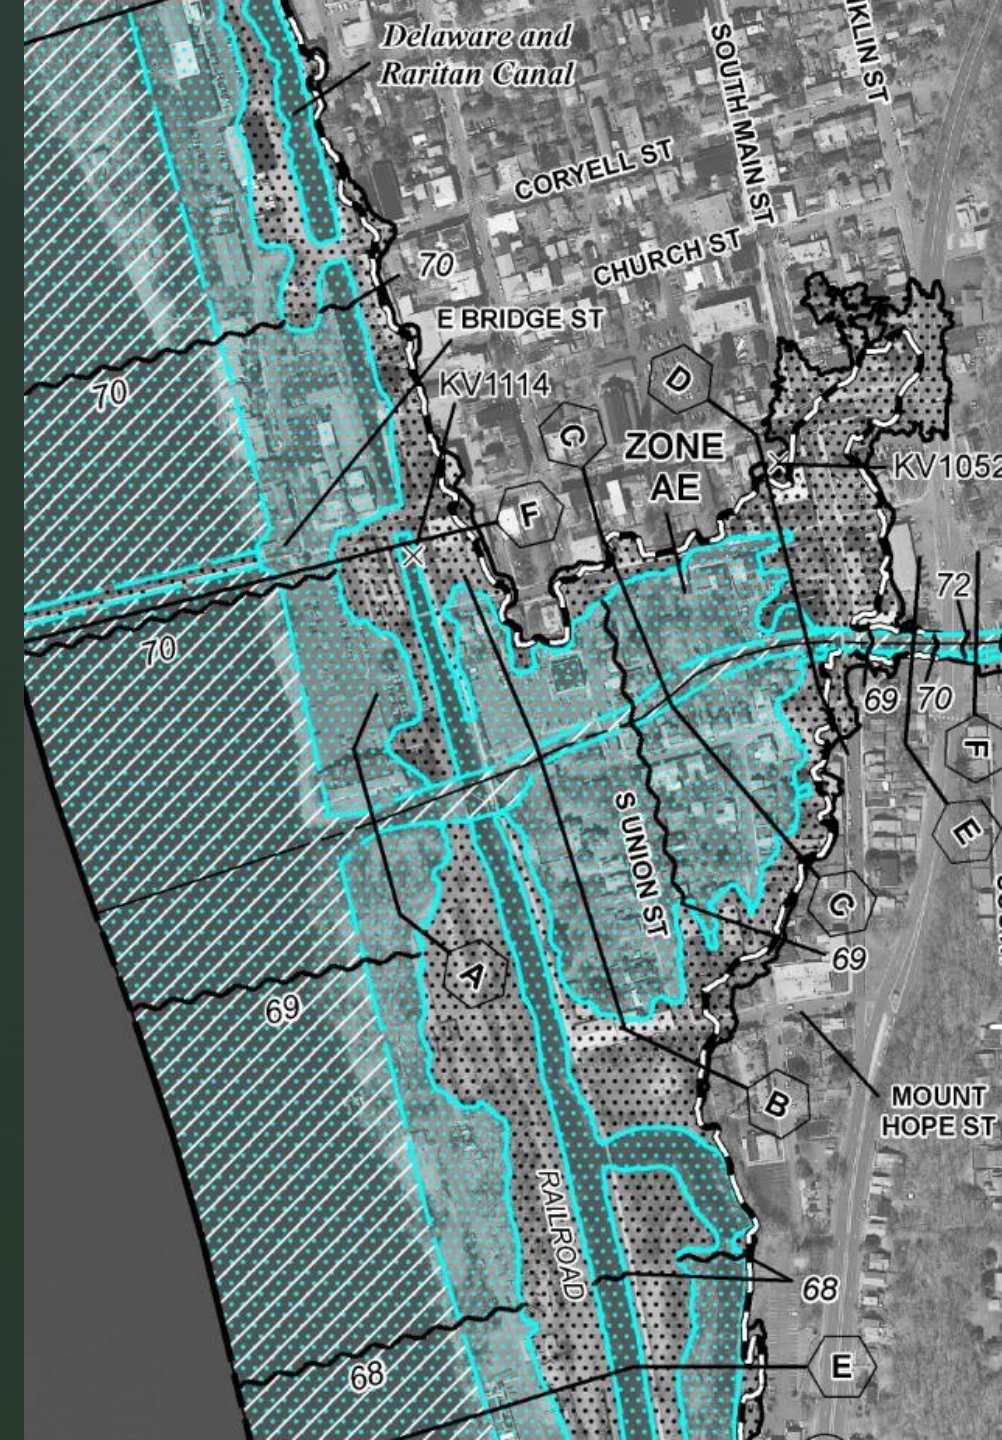 Delaware and
Raritan Canal
SOUTH MAIN ST
KLIN ST
CORYELL ST
CHURCH ST
70
E BRIDGE ST
70
KV1114
D
C
ZONE
AE
KV1052
F
72
70
69
70
F
E
S UNION ST
C
69
A
69
B
MOUNT
HOPE ST
RAILROAD
68
68
E